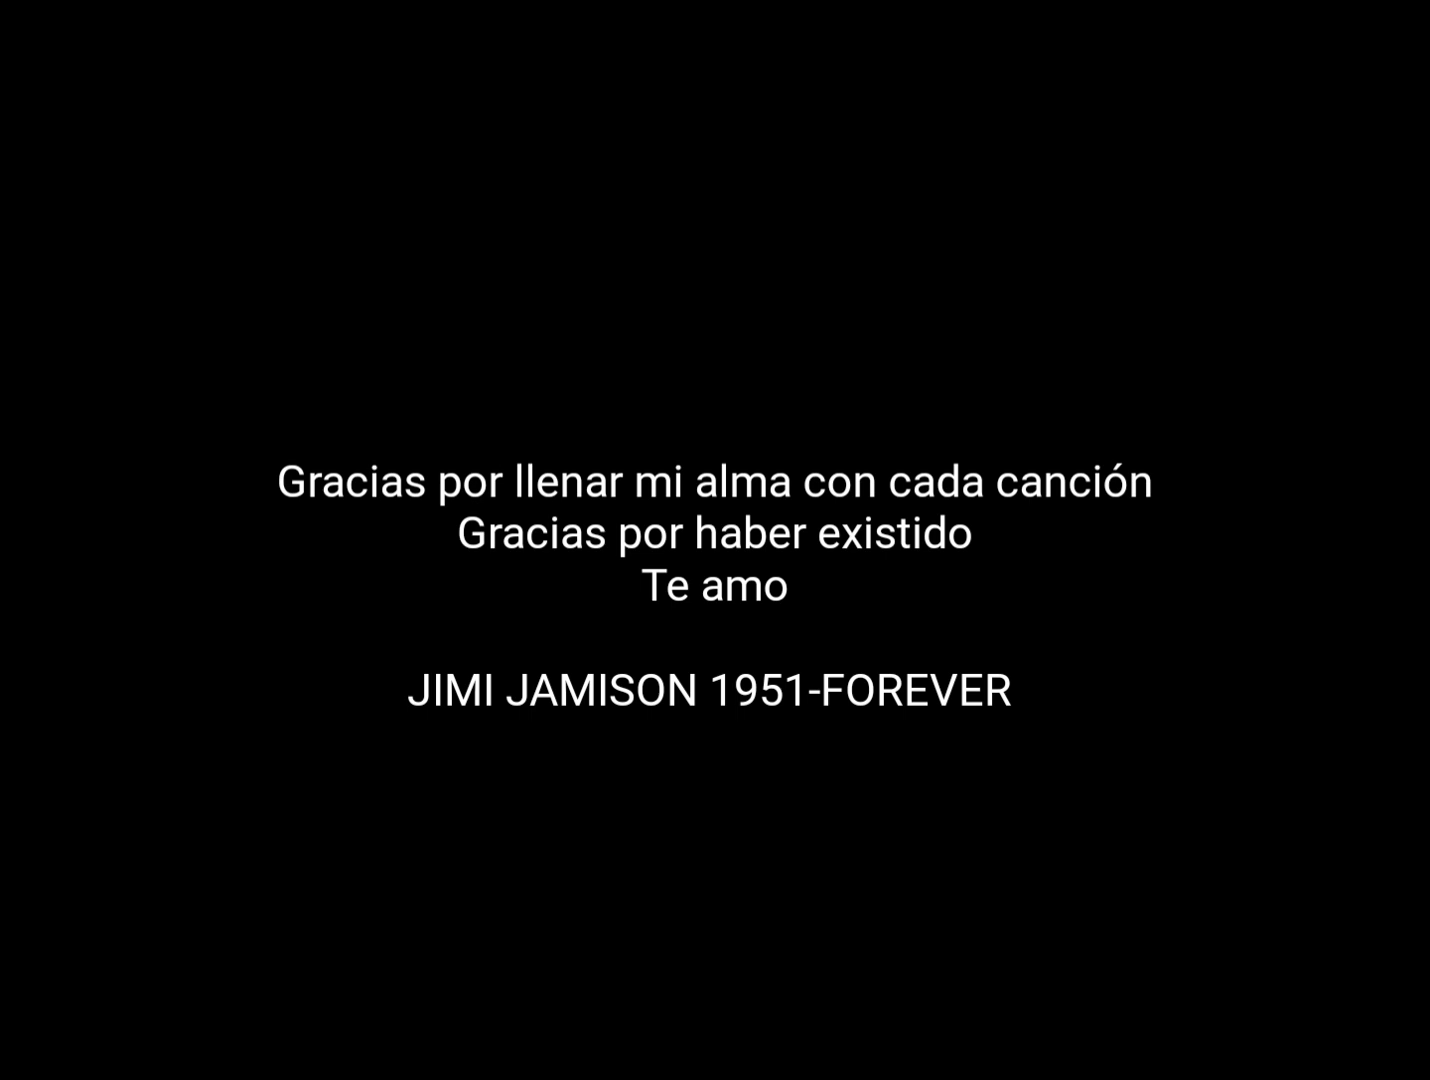 Gracias por llenar mi alma con cada canción
Gracias por haber existido
Te amo
JIMI JAMISON 1951-FOREVER